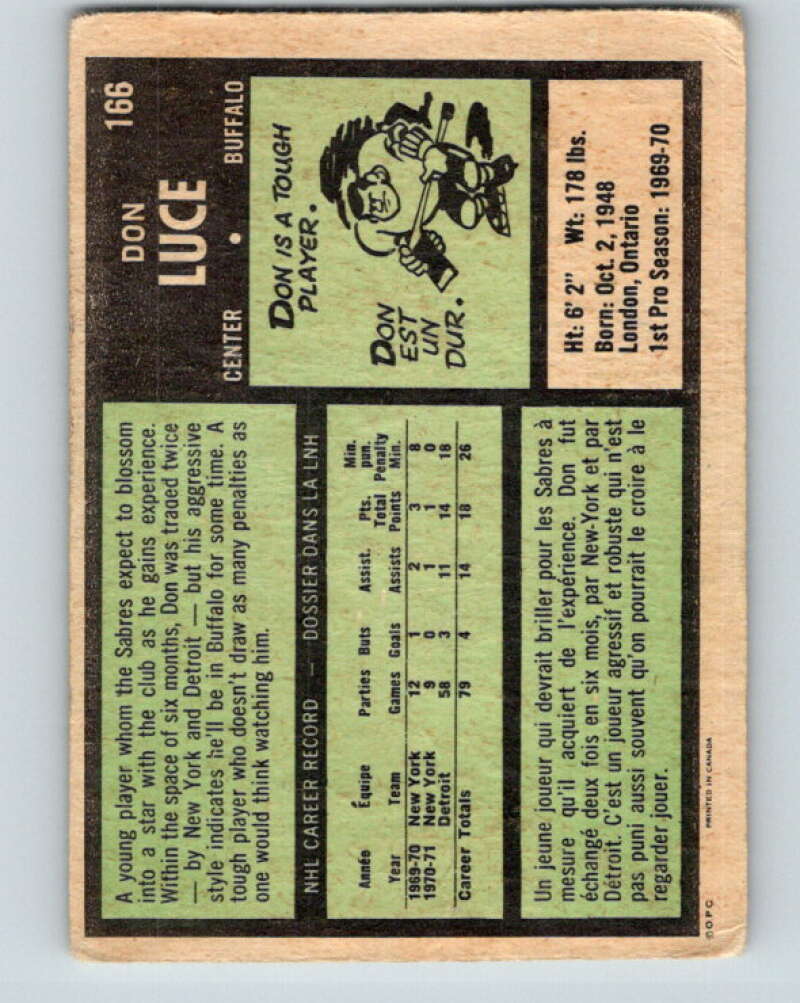 166
DON
LUCE
CENTER • BUFFALO
A young player whom the Sabres expect to blossom
into a star with the club as he gains experience.
Within the space of six months, Don was traded twice
— by New York and Detroit — but his aggressive
style indicates he'll be in Buffalo for some time. A
tough player who doesn't draw as many penalties as
one would think watching him.
DON IS A TOUGH
PLAYER.
DON
EST
UN
DUR.
NHL CAREER RECORD — DOSSIER DANS LA LNH
Année Équipe Parties Buts Assist. Pts. Min. pun.
Year Team Games Goals Assists Total Points Penalty Min.
1969-70 New York 12 1 2 3 8
1970-71 New York 9 0 1 1 0
Detroit 58 3 11 14 18
Career Totals 79 4 14 18 26
Ht: 6' 2" Wt: 178 lbs.
Born: Oct. 2, 1948
London, Ontario
1st Pro Season: 1969-70
Un jeune joueur qui devrait briller pour les Sabres à
mesure qu'il acquiert de l'expérience. Don fut
échangé deux fois en six mois, par New-York et par
Détroit. C'est un joueur agressif et robuste qui n'est
pas puni aussi souvent qu'on pourrait le croire à le
regarder jouer.
© O P C PRINTED IN CANADA